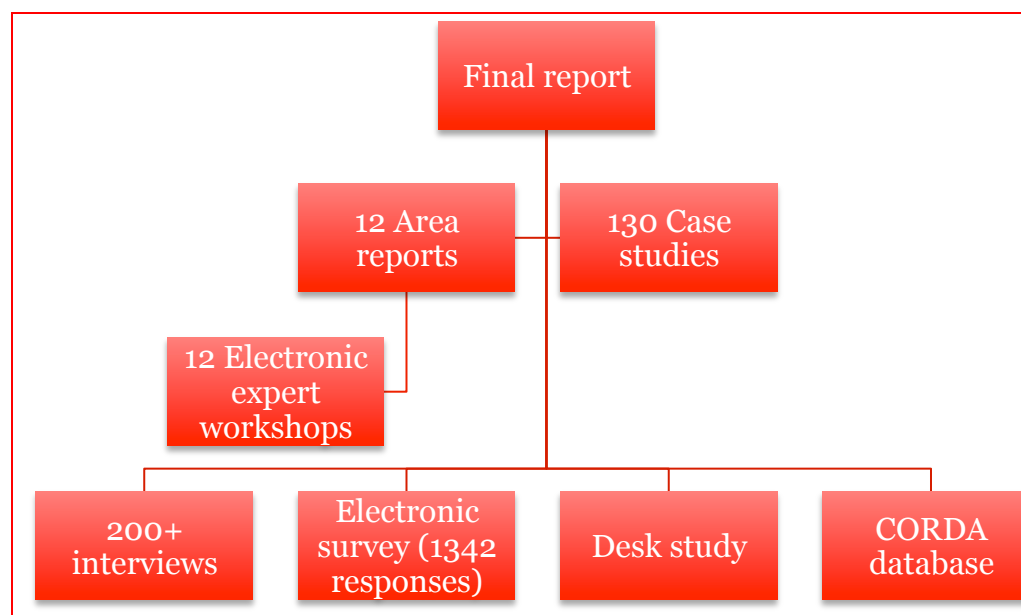 Final report
12 Area
reports
130 Case
studies
12 Electronic
expert
workshops
200+
interviews
Electronic
survey (1342
responses)
Desk study
CORDA
database